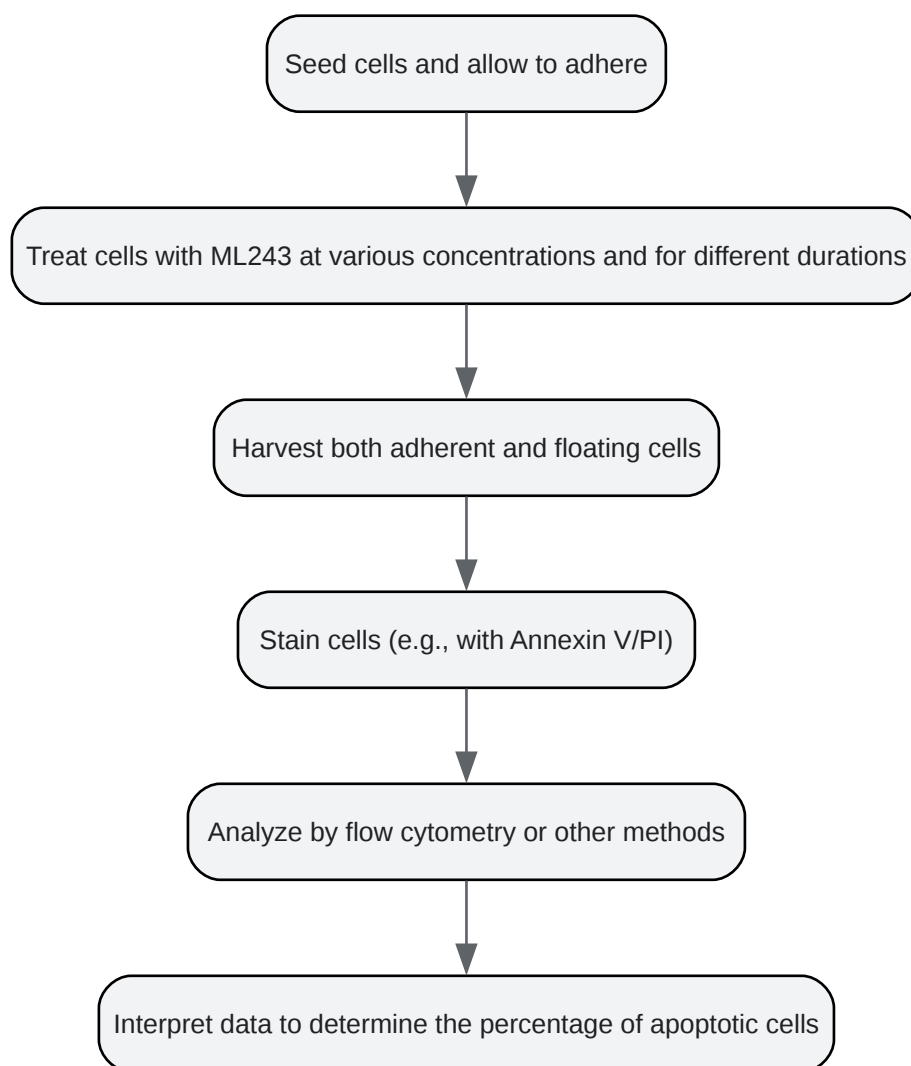 Seed cells and allow to adhere
Treat cells with ML243 at various concentrations and for different durations
Harvest both adherent and floating cells
Stain cells (e.g., with Annexin V/PI)
Analyze by flow cytometry or other methods
Interpret data to determine the percentage of apoptotic cells